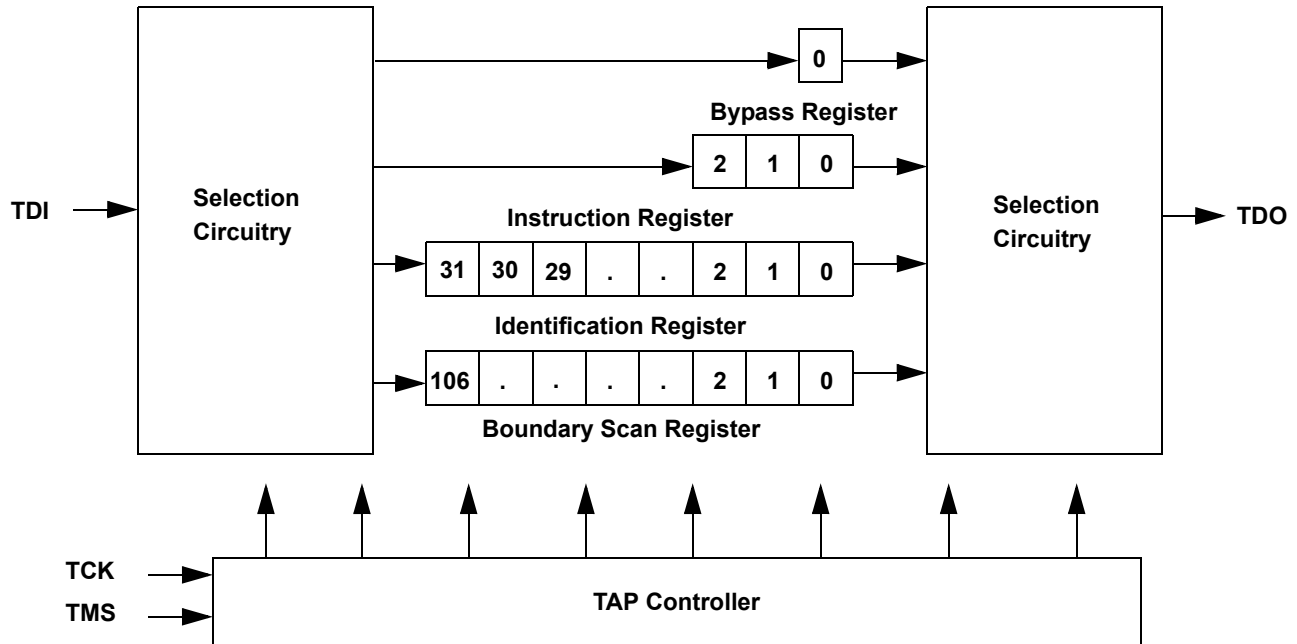 0
Bypass Register
2 1 0
TDI
Selection
Circuitry
Selection
Circuitry
TDO
Instruction Register
31 30 29 . . 2 1 0
Identification Register
106 . . . . 2 1 0
Boundary Scan Register
TCK
TMS
TAP Controller